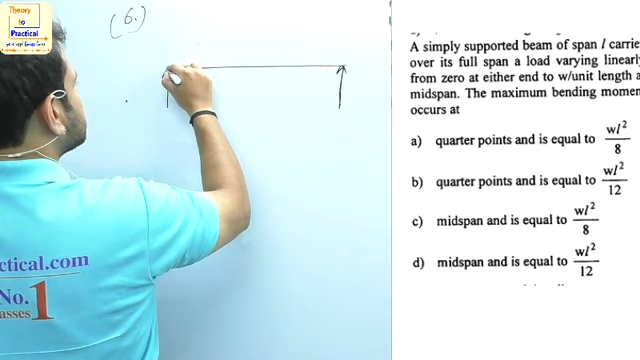 Theory
to
Practical
(6.)
ctical.com
No.
1
asses
A simply supported beam of span l carrie
over its full span a load varying linearly
from zero at either end to w/unit length a
midspan. The maximum bending momen
occurs at
a) quarter points and is equal to wl²/8
b) quarter points and is equal to wl²/12
c) midspan and is equal to wl²/8
d) midspan and is equal to wl²/12